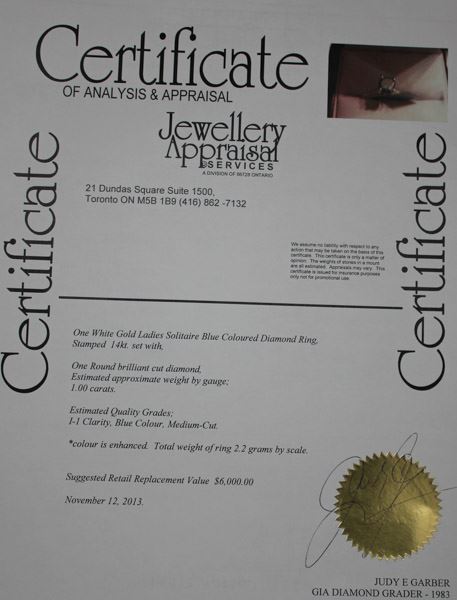 Certificate
OF ANALYSIS & APPRAISAL
Jewellery
Appraisal
SERVICES
A DIVISION OF 96729 ONTARIO
21 Dundas Square Suite 1500,
Toronto ON M5B 1B9 (416) 862 -7132
Certificate
Certificate
We assume no liability with respect to any
action that may be taken on the basis of this
certificate. This certificate is only a matter of
opinion. The weights of stones in a mount
are all estimated. Appraisals may vary. This
certificate is issued for insurance purposes
only not for promotional use.
One White Gold Ladies Solitaire Blue Coloured Diamond Ring,
Stamped 14kt. set with,
One Round brilliant cut diamond,
Estimated approximate weight by gauge;
1.00 carats.
Estimated Quality Grades;
I-1 Clarity, Blue Colour, Medium-Cut.
*colour is enhanced. Total weight of ring 2.2 grams by scale.
Suggested Retail Replacement Value $6,000.00
November 12, 2013.
JUDY E GARBER
GIA DIAMOND GRADER - 1983